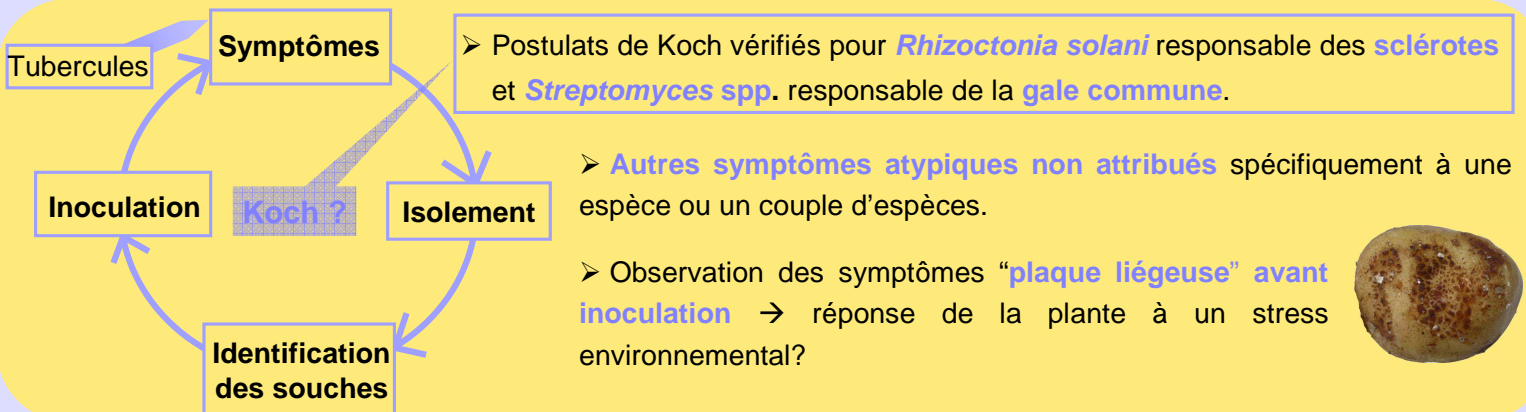 Tubercules
Symptômes
Inoculation
Koch ?
Isolement
Identification
des souches
➢ Postulats de Koch vérifiés pour Rhizoctonia solani responsable des sclérotes
et Streptomyces spp. responsable de la gale commune.
➢ Autres symptômes atypiques non attribués spécifiquement à une
espèce ou un couple d'espèces.
➢ Observation des symptômes “plaque liégeuse” avant
inoculation → réponse de la plante à un stress
environnemental?